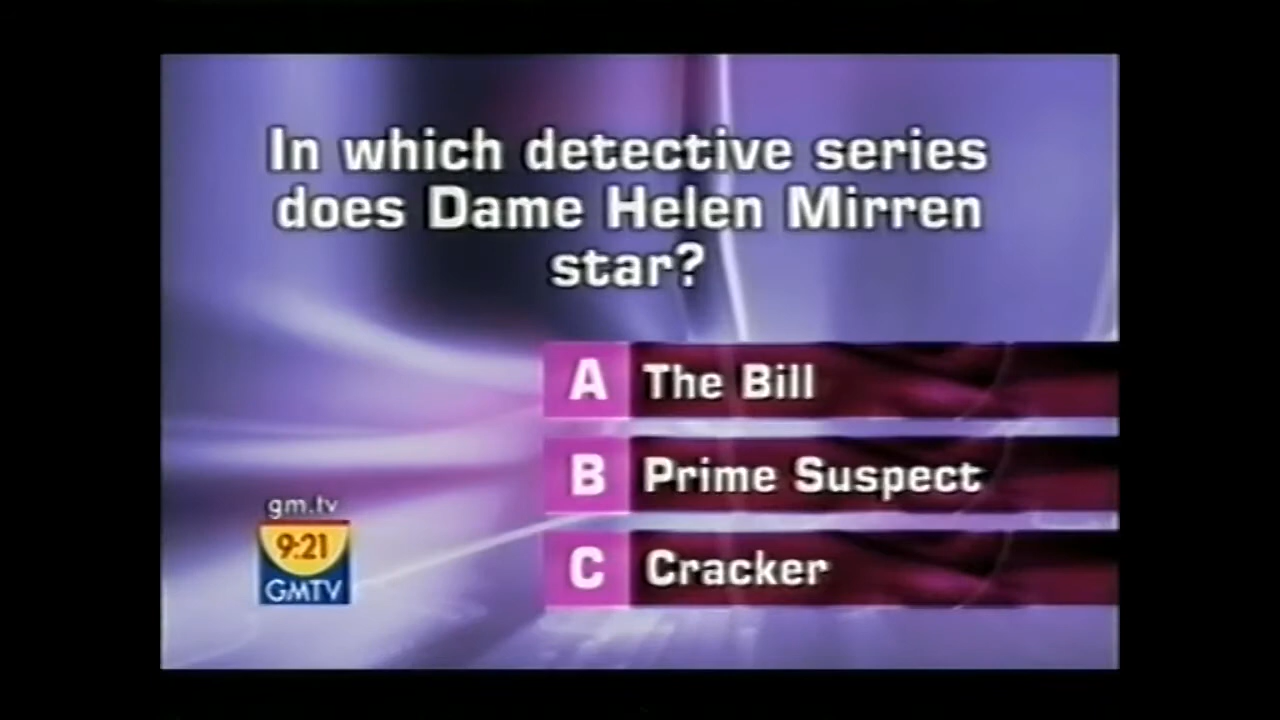 In which detective series
does Dame Helen Mirren
star?
A The Bill
B Prime Suspect
C Cracker
gm.tv
9:21
GMTV